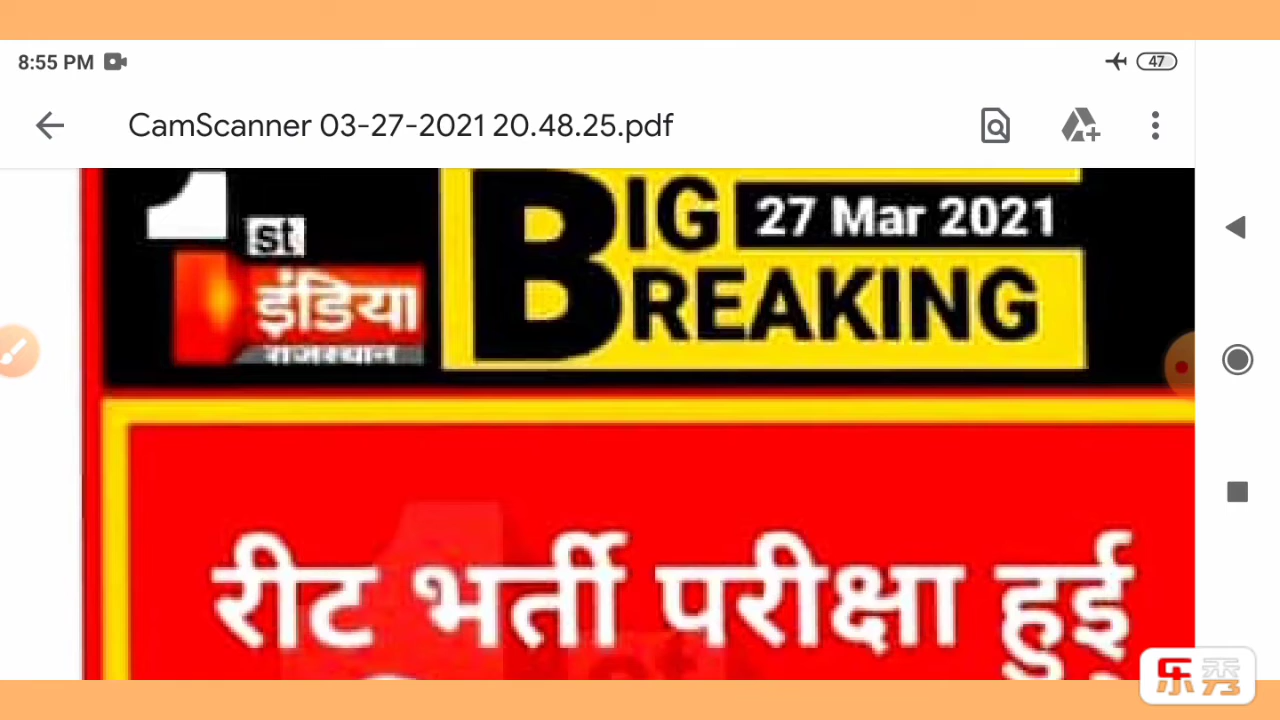 8:55 PM
47
CamScanner 03-27-2021 20.48.25.pdf
1st
इंडिया
राजस्थान
BIG
27 Mar 2021
BREAKING
रीट भर्ती परीक्षा हुई
乐秀